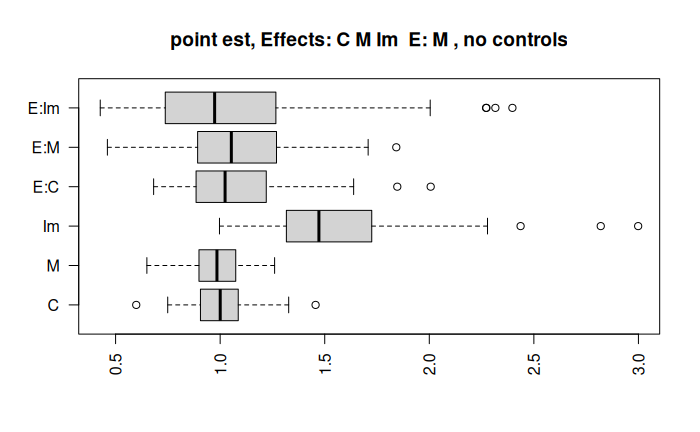 point est, Effects: C M Im  E: M , no controls
E:Im
E:M
E:C
Im
M
C
0.5 1.0 1.5 2.0 2.5 3.0